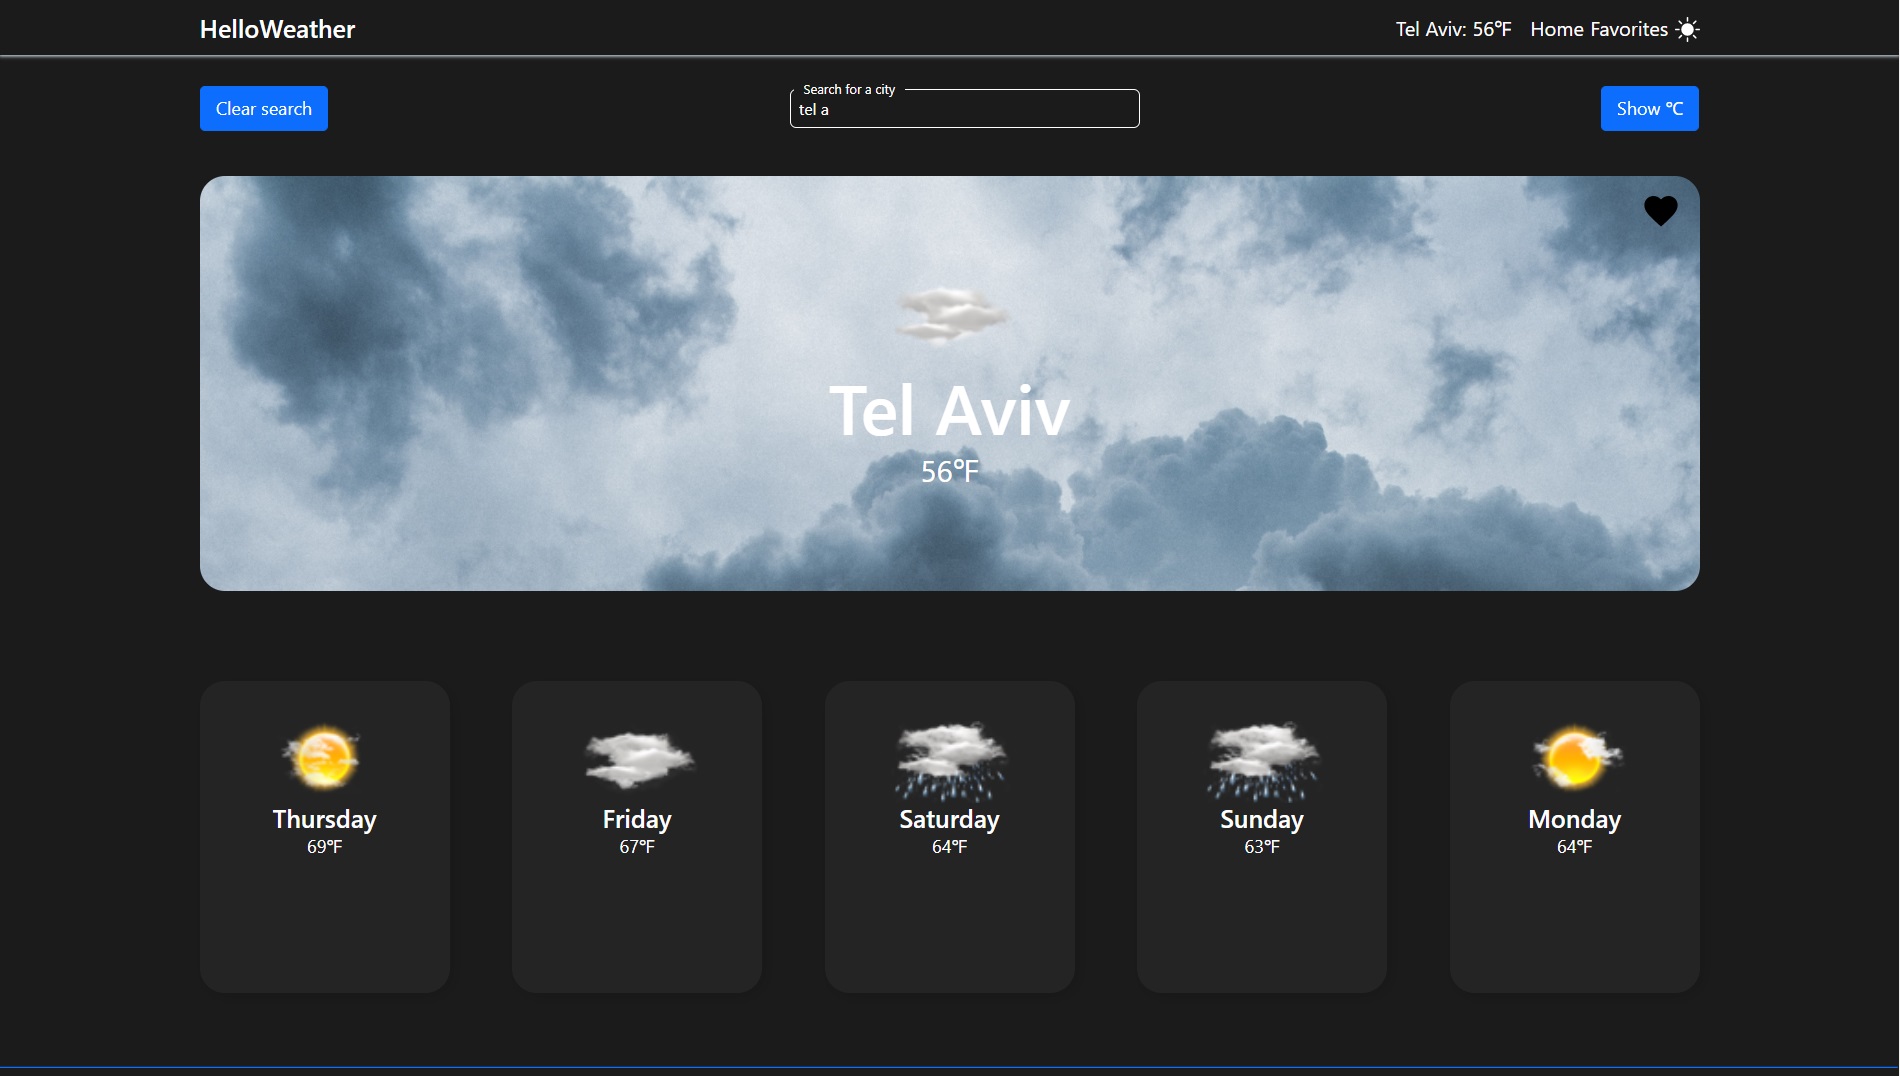 HelloWeather
Tel Aviv: 56℉ Home Favorites
Clear search
Search for a city
tel a
Show ℃
Tel Aviv
56℉
Thursday
69℉
Friday
67℉
Saturday
64℉
Sunday
63℉
Monday
64℉